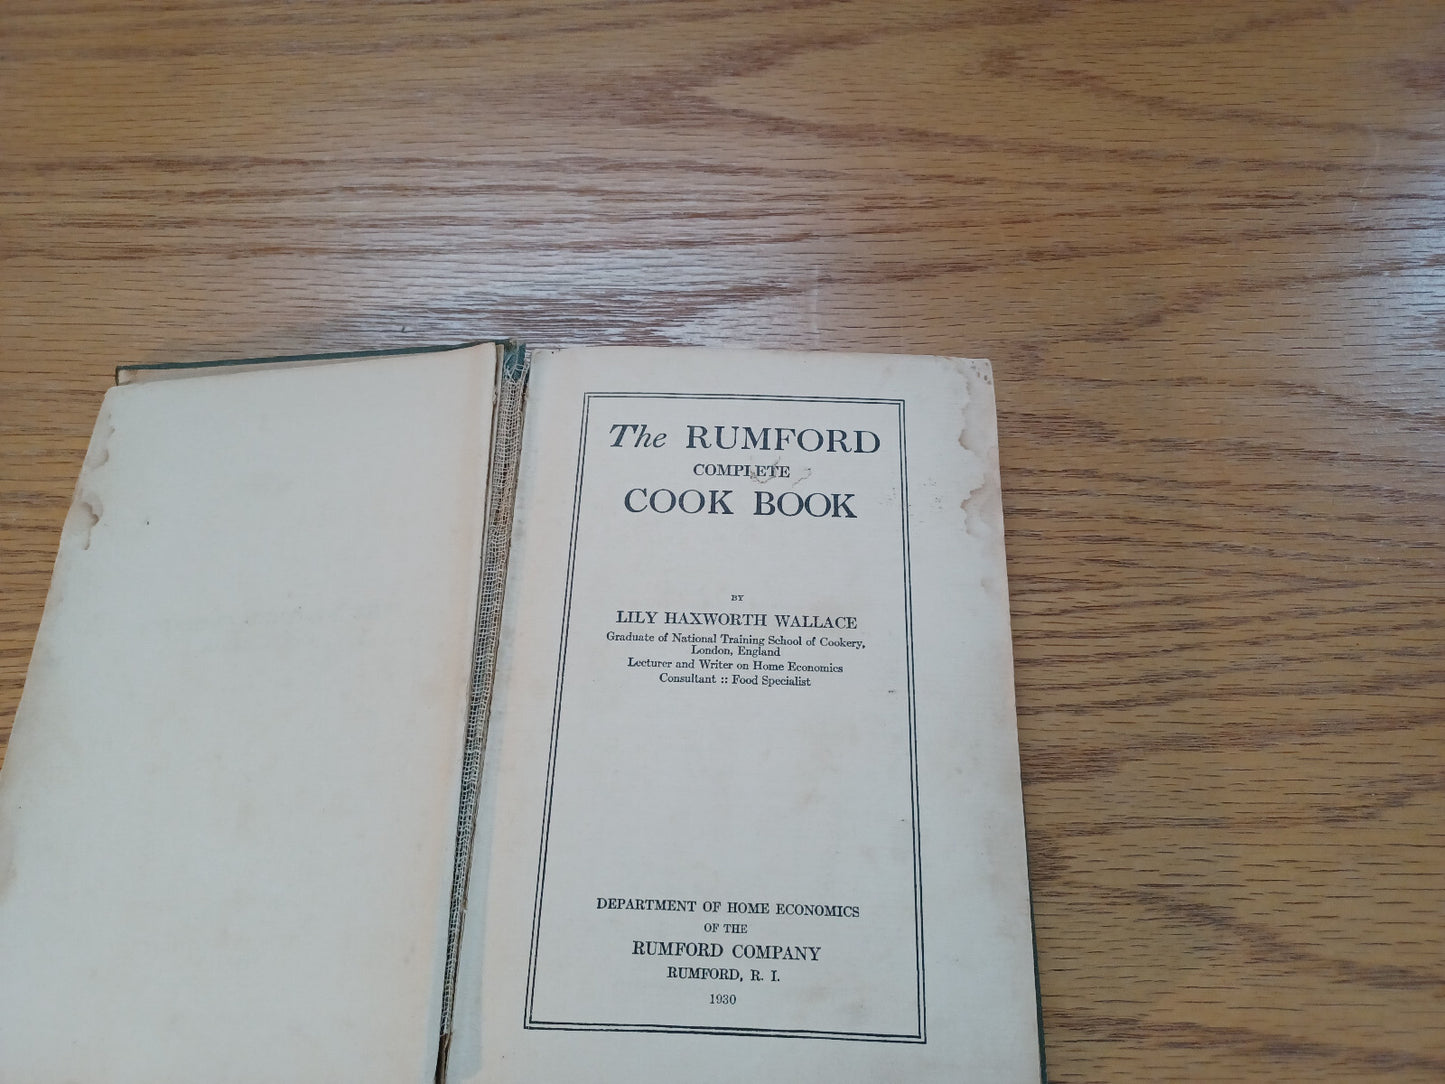 The RUMFORD
COMPLETE
COOK BOOK
BY
LILY HAXWORTH WALLACE
Graduate of National Training School of Cookery,
London, England
Lecturer and Writer on Home Economics
Consultant :: Food Specialist
DEPARTMENT OF HOME ECONOMICS
OF THE
RUMFORD COMPANY
RUMFORD, R. I.
1930